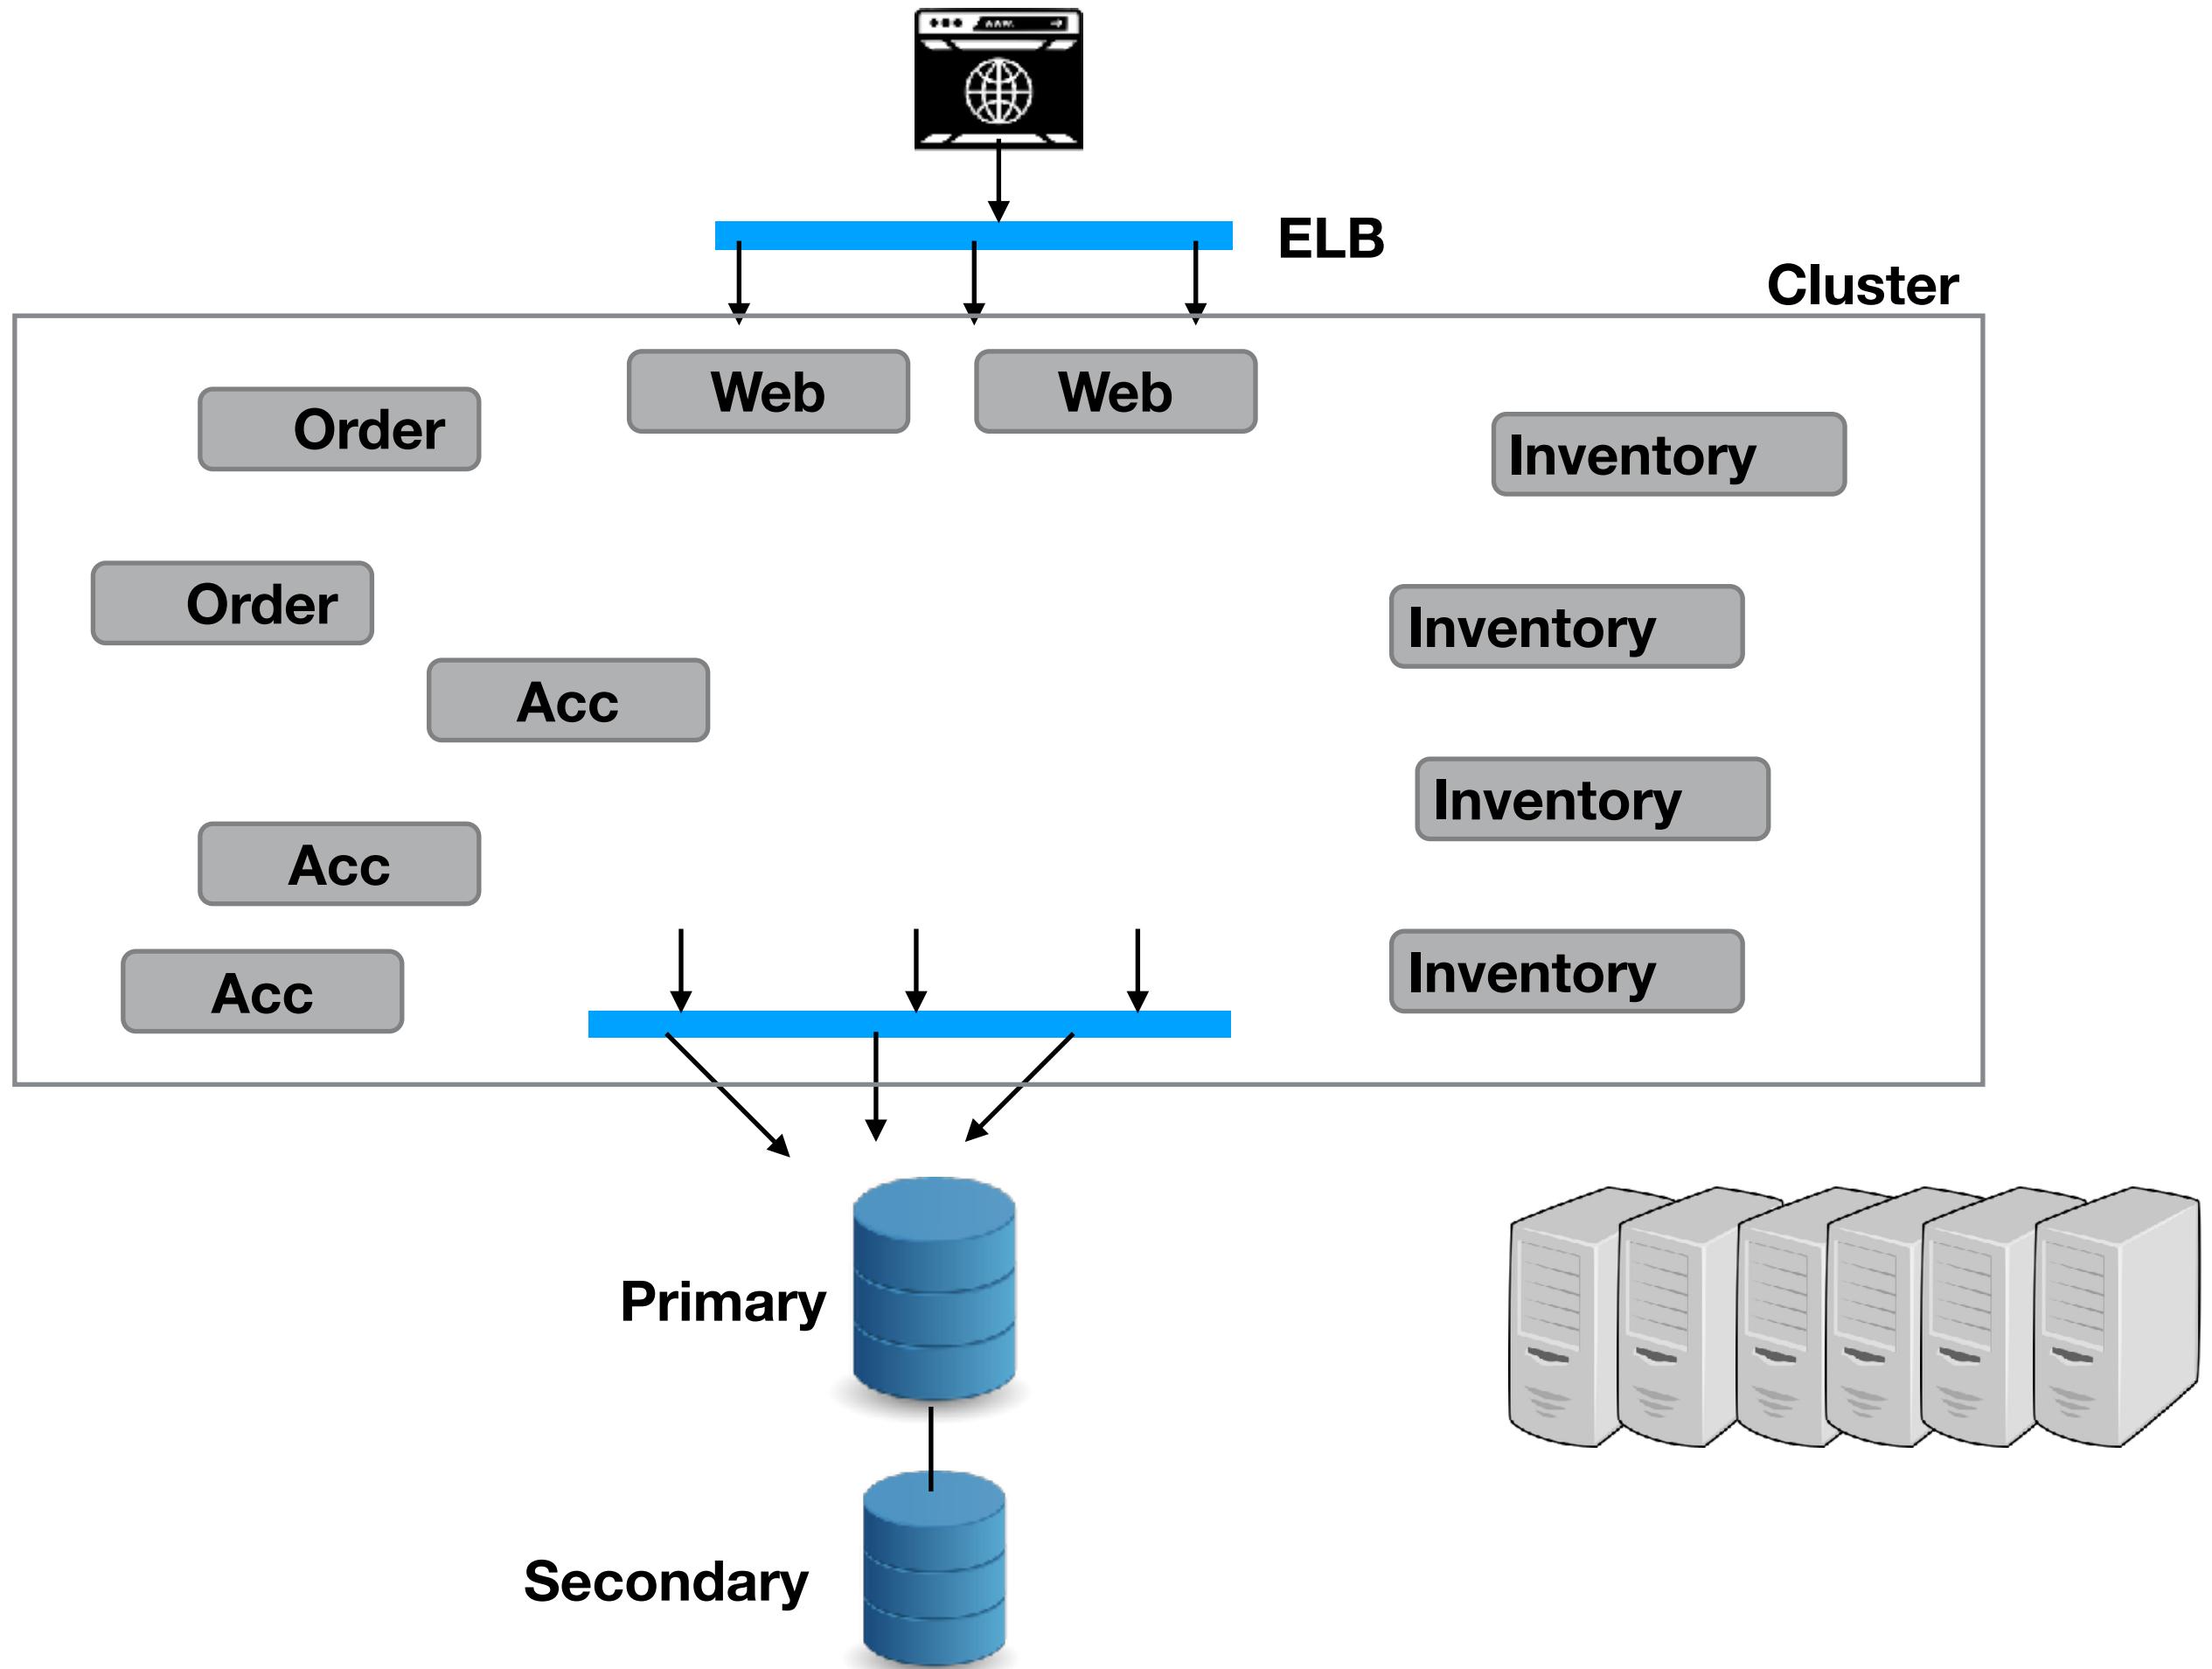 ELB
Cluster
Web
Web
Order
Inventory
Order
Inventory
Acc
Inventory
Acc
Inventory
Acc
Primary
Secondary